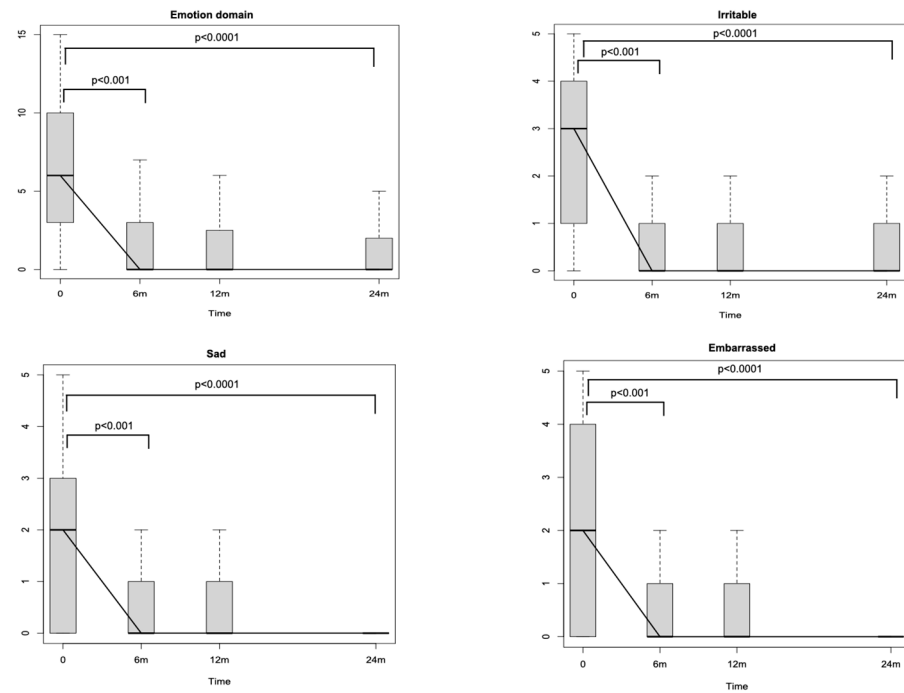 Emotion domain
p<0.0001
p<0.001
15
10
5
0
0
6m
12m
24m
Time
Irritable
p<0.0001
p<0.001
5
4
3
2
1
0
0
6m
12m
24m
Time
Sad
p<0.0001
p<0.001
5
4
3
2
1
0
0
6m
12m
24m
Time
Embarrassed
p<0.0001
p<0.001
5
4
3
2
1
0
0
6m
12m
24m
Time